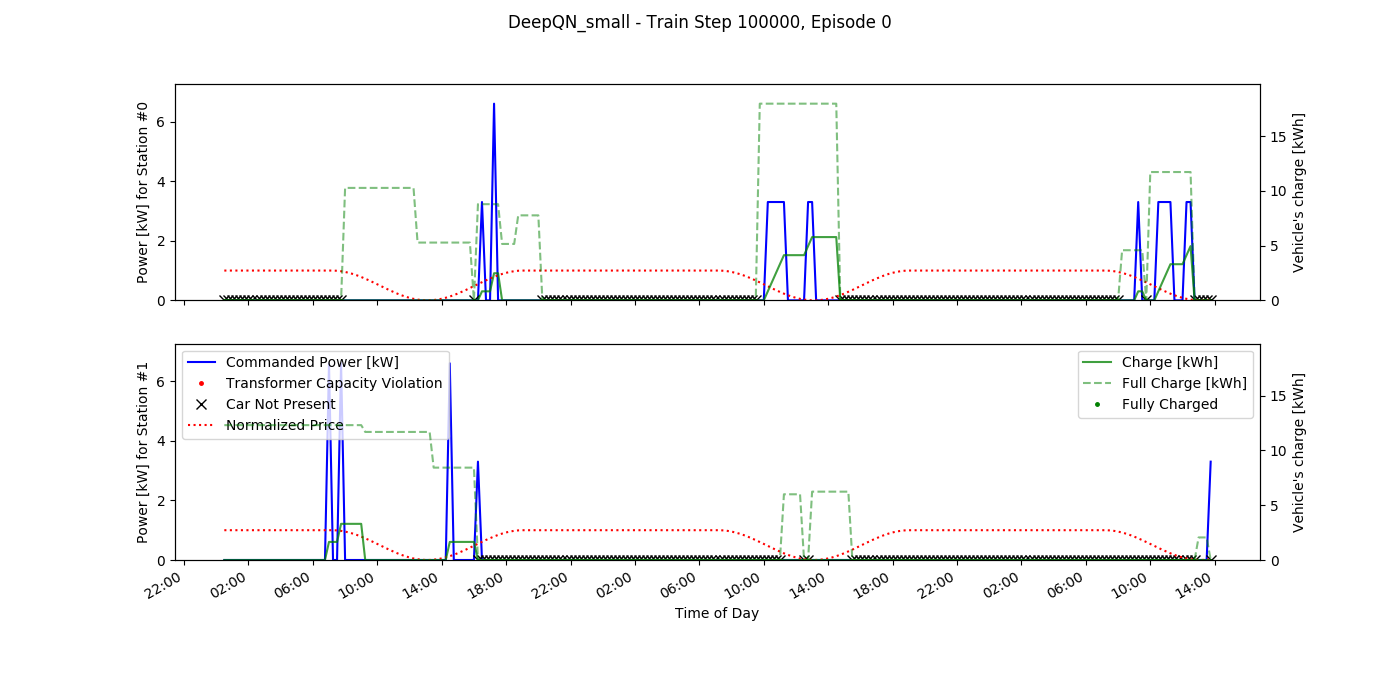 DeepQN_small - Train Step 100000, Episode 0
Power [kW] for Station #0
0
2
4
6
0
5
10
15
Vehicle's charge [kWh]
Power [kW] for Station #1
0
2
4
6
Commanded Power [kW]
Transformer Capacity Violation
Car Not Present
Normalized Price
Charge [kWh]
Full Charge [kWh]
Fully Charged
0
5
10
15
Vehicle's charge [kWh]
22:00
02:00
06:00
10:00
14:00
18:00
22:00
02:00
06:00
10:00
14:00
18:00
22:00
02:00
06:00
10:00
14:00
Time of Day